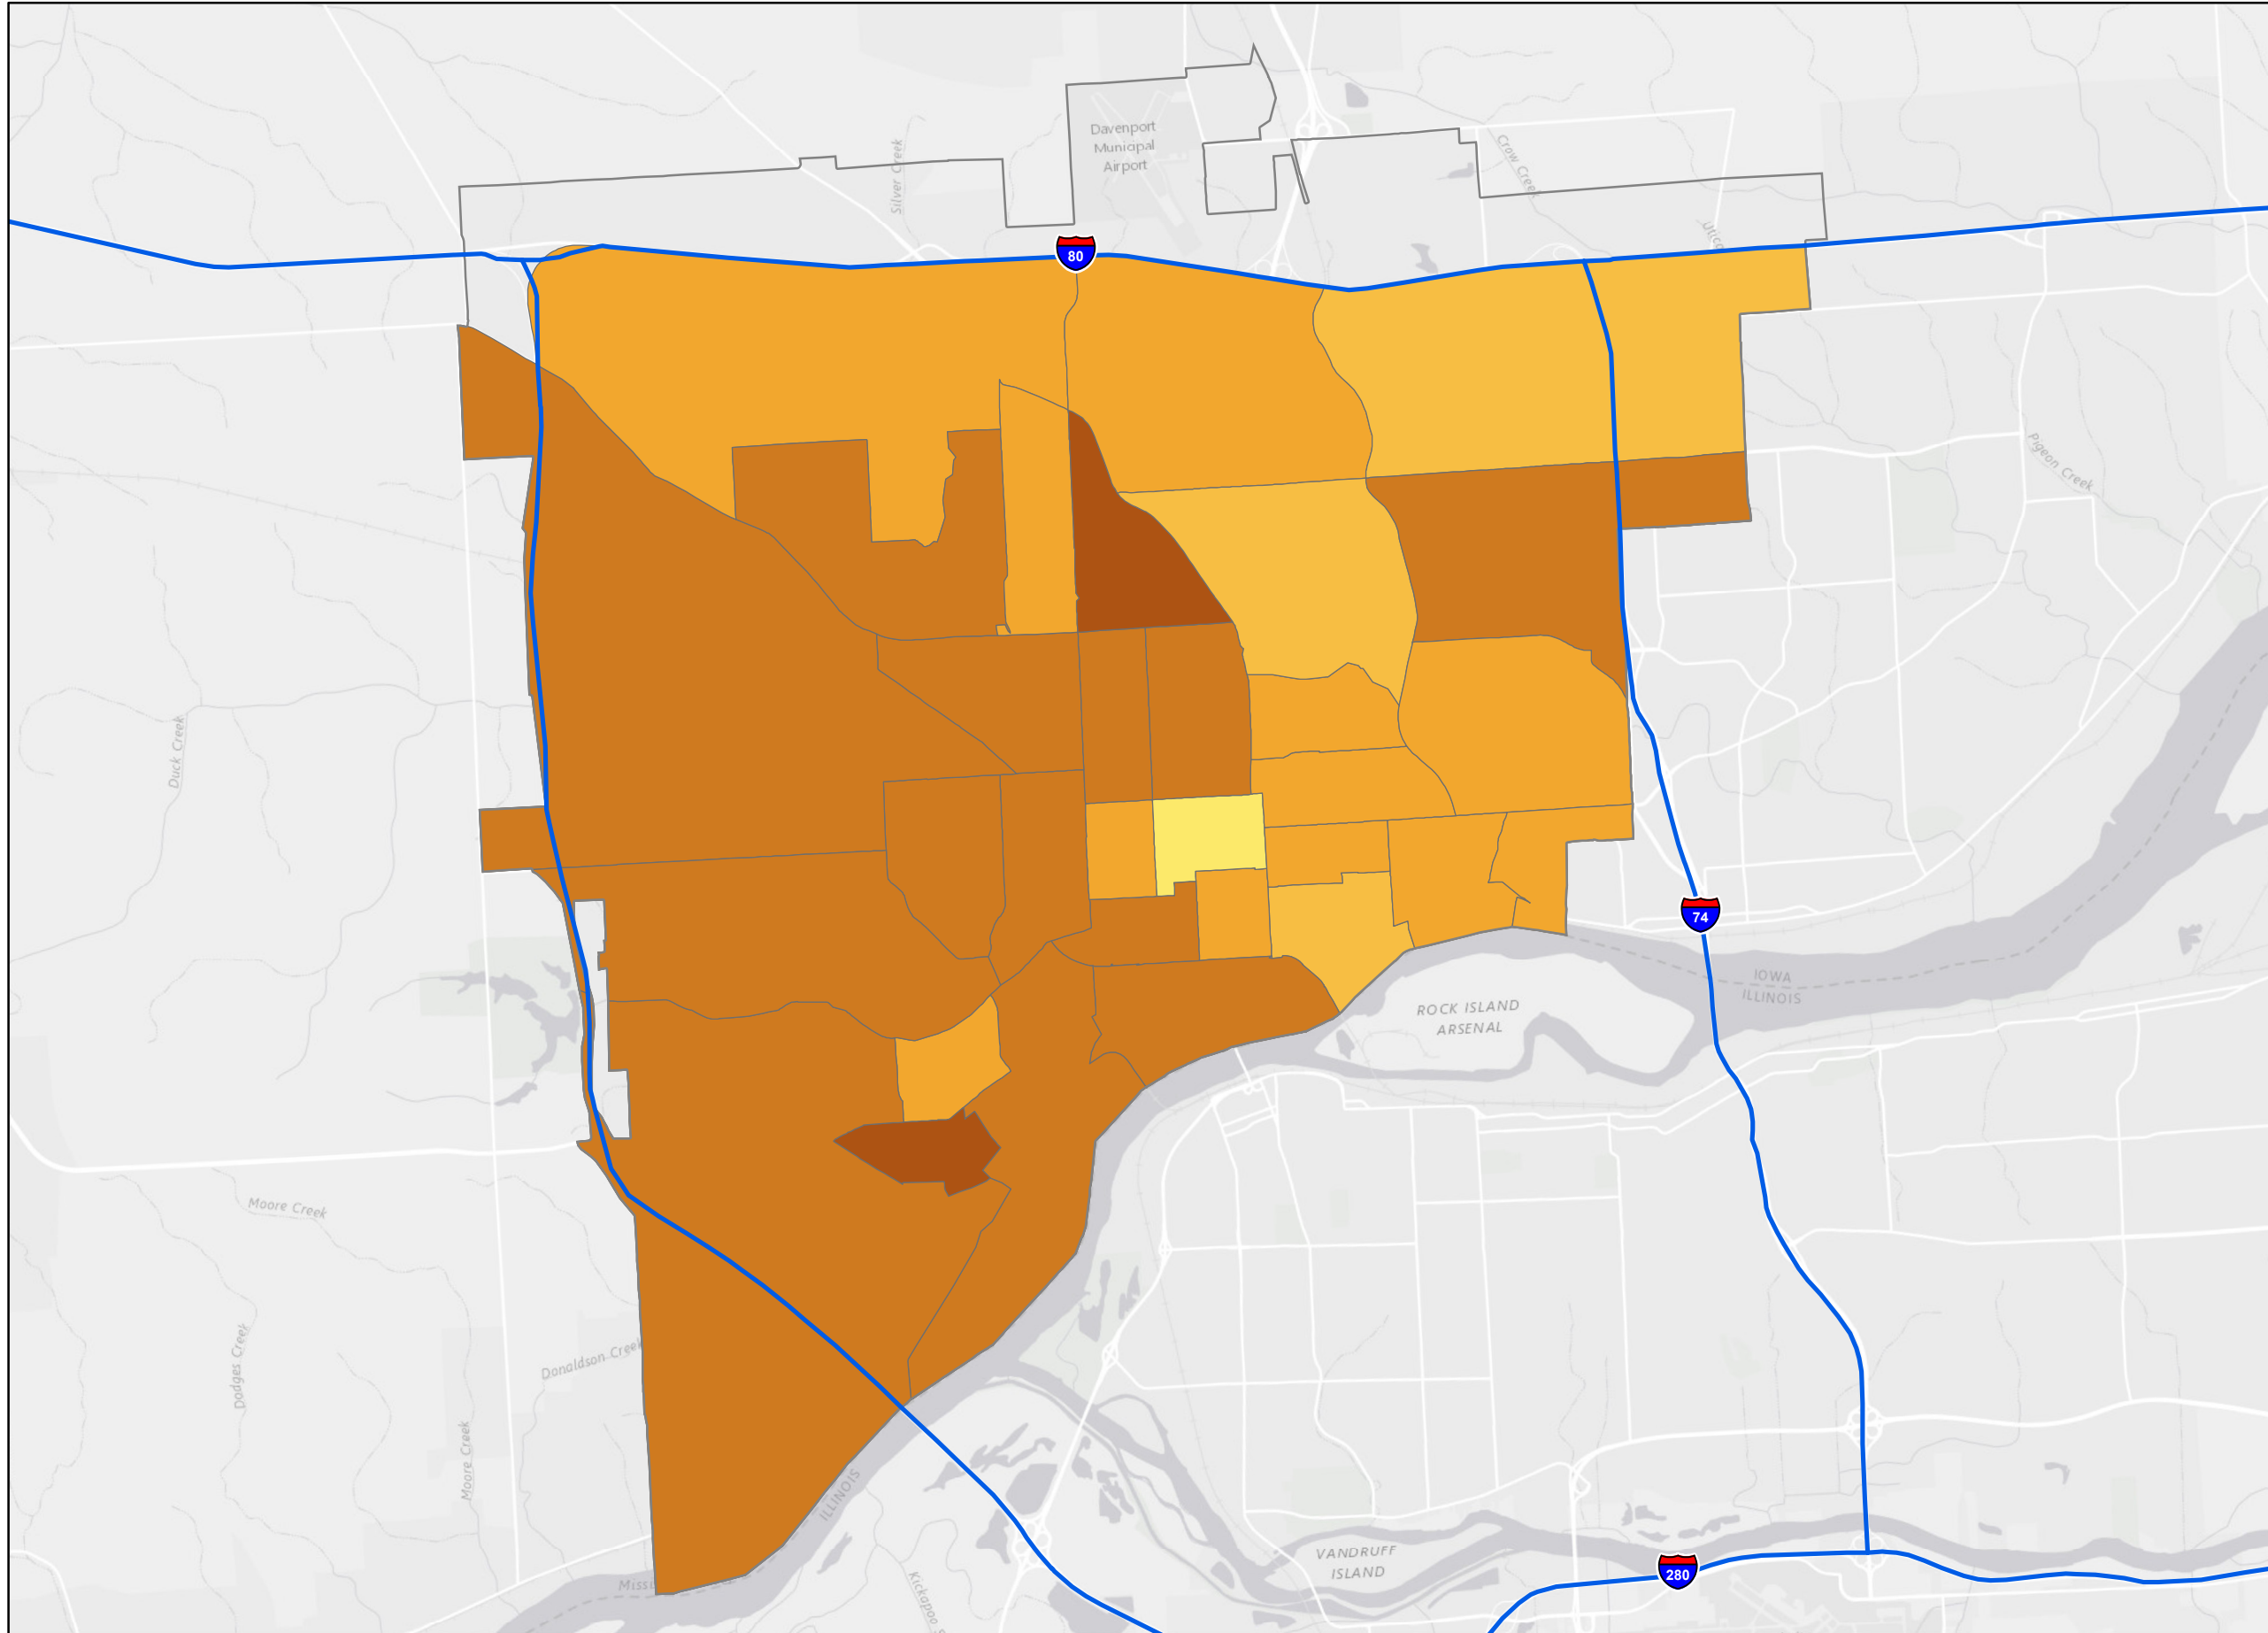 Davenport
Municipal
Airport
Silver Creek
Crow Creek
80
Pigeon Creek
Duck Creek
74
IOWA
ILLINOIS
ROCK ISLAND
ARSENAL
Moore Creek
Dodges Creek
Donaldson Creek
Moore Creek
ILLINOIS
VANDRUFF
ISLAND
280